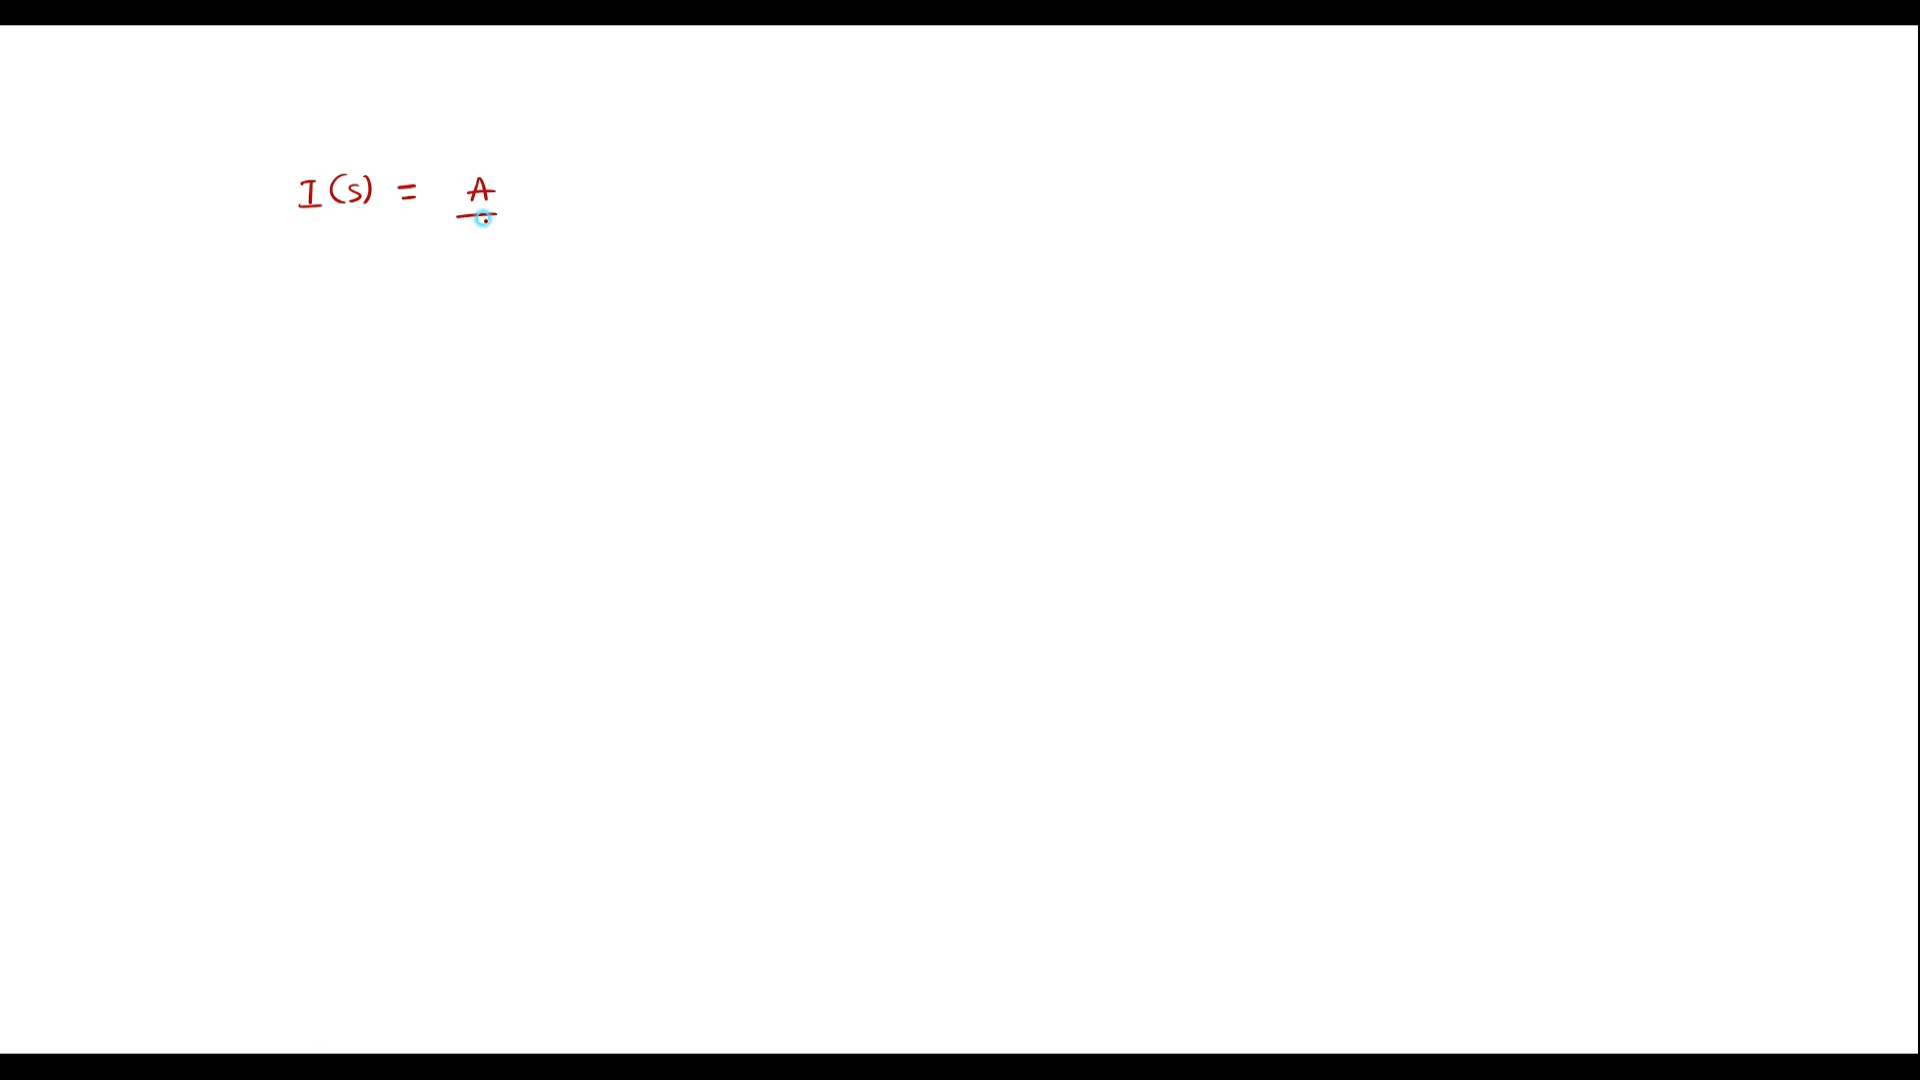 I(s) = A